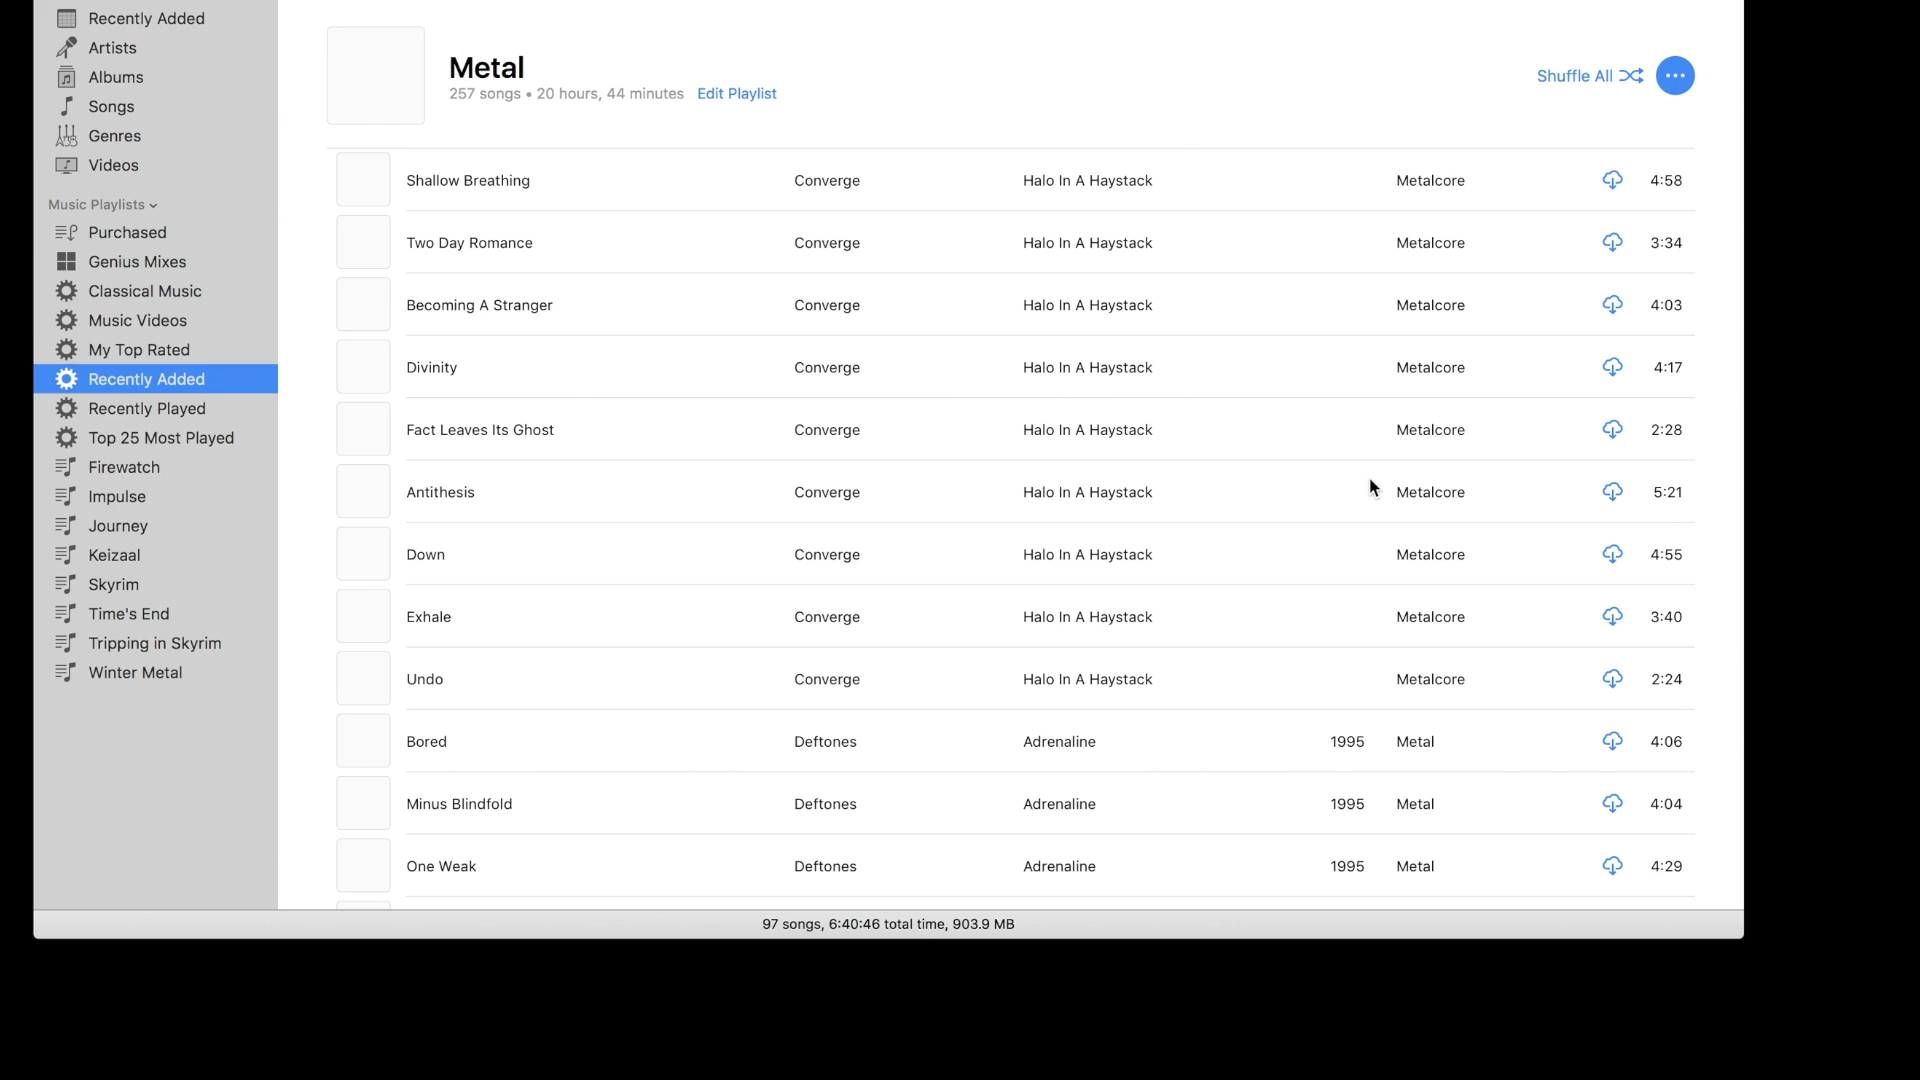 Recently Added
Artists
Albums
Songs
Genres
Videos
Music Playlists
Purchased
Genius Mixes
Classical Music
Music Videos
My Top Rated
Recently Added
Recently Played
Top 25 Most Played
Firewatch
Impulse
Journey
Keizaal
Skyrim
Time's End
Tripping in Skyrim
Winter Metal
Metal
257 songs • 20 hours, 44 minutes Edit Playlist
Shuffle All
Shallow Breathing Converge Halo In A Haystack Metalcore 4:58
Two Day Romance Converge Halo In A Haystack Metalcore 3:34
Becoming A Stranger Converge Halo In A Haystack Metalcore 4:03
Divinity Converge Halo In A Haystack Metalcore 4:17
Fact Leaves Its Ghost Converge Halo In A Haystack Metalcore 2:28
Antithesis Converge Halo In A Haystack Metalcore 5:21
Down Converge Halo In A Haystack Metalcore 4:55
Exhale Converge Halo In A Haystack Metalcore 3:40
Undo Converge Halo In A Haystack Metalcore 2:24
Bored Deftones Adrenaline 1995 Metal 4:06
Minus Blindfold Deftones Adrenaline 1995 Metal 4:04
One Weak Deftones Adrenaline 1995 Metal 4:29
97 songs, 6:40:46 total time, 903.9 MB